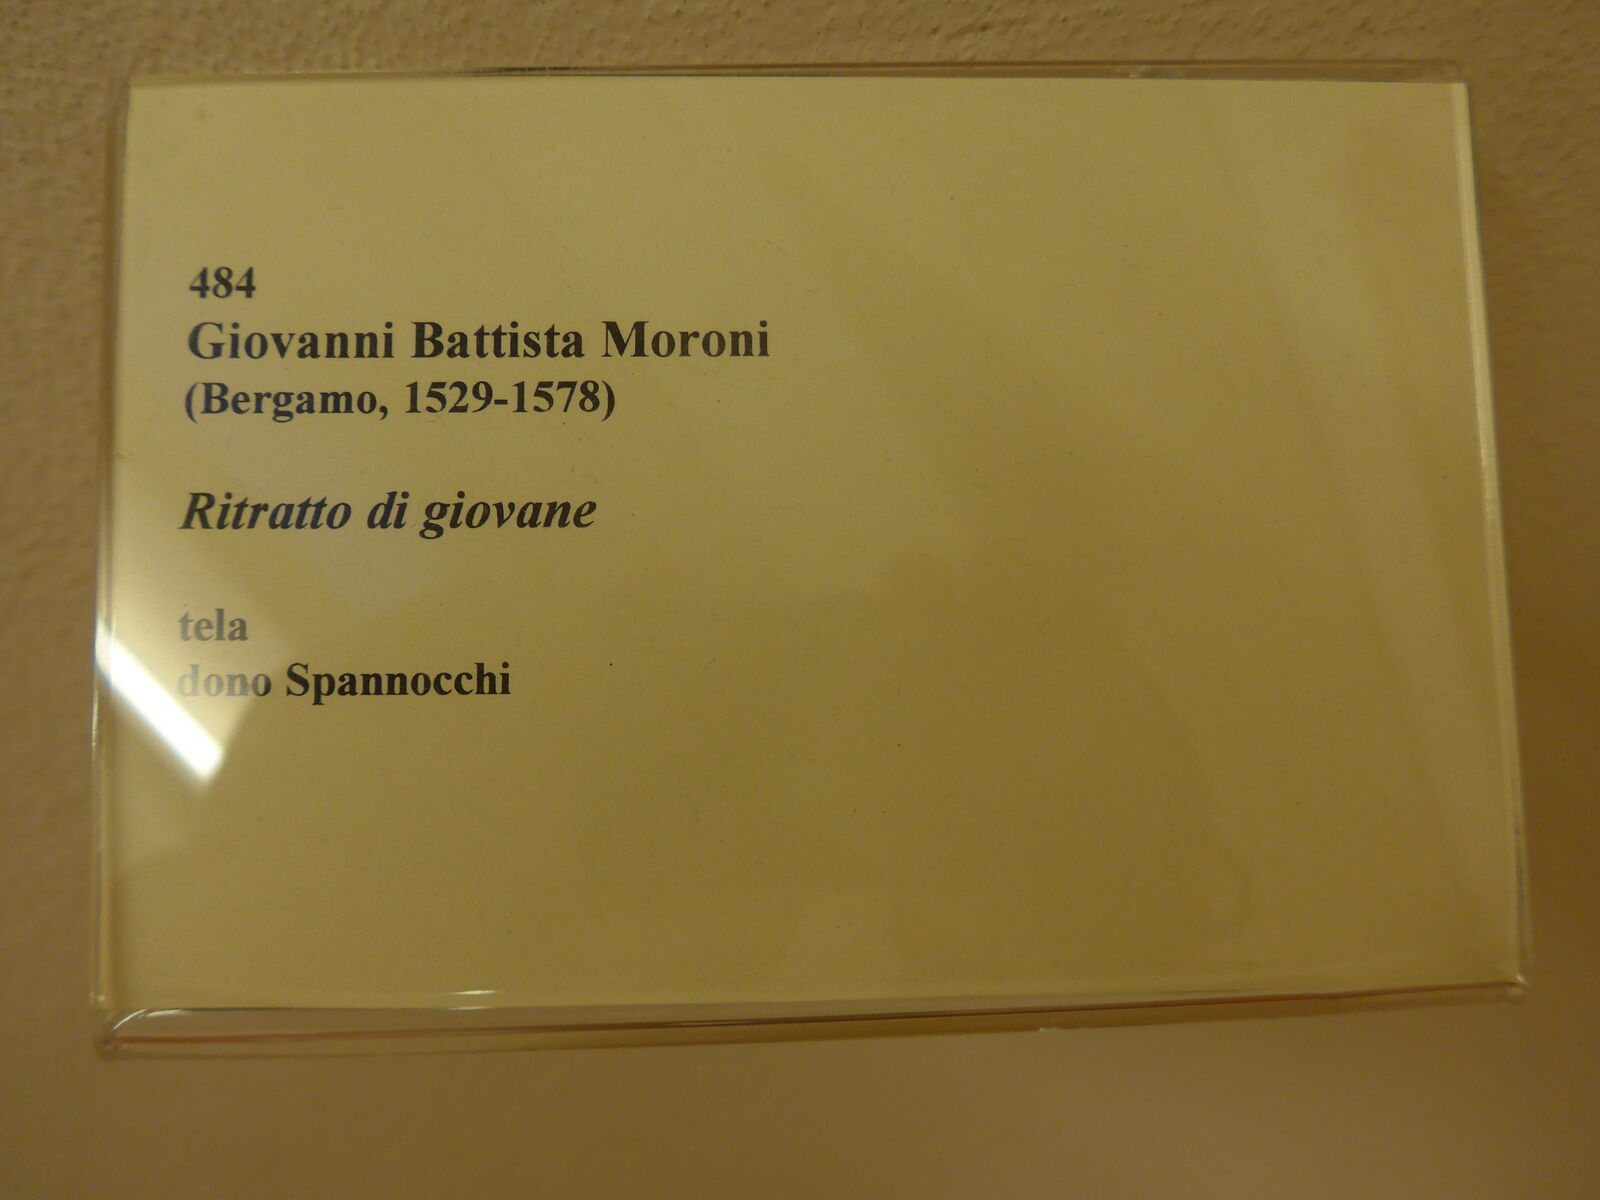 484
Giovanni Battista Moroni
(Bergamo, 1529-1578)
Ritratto di giovane
tela
dono Spannocchi